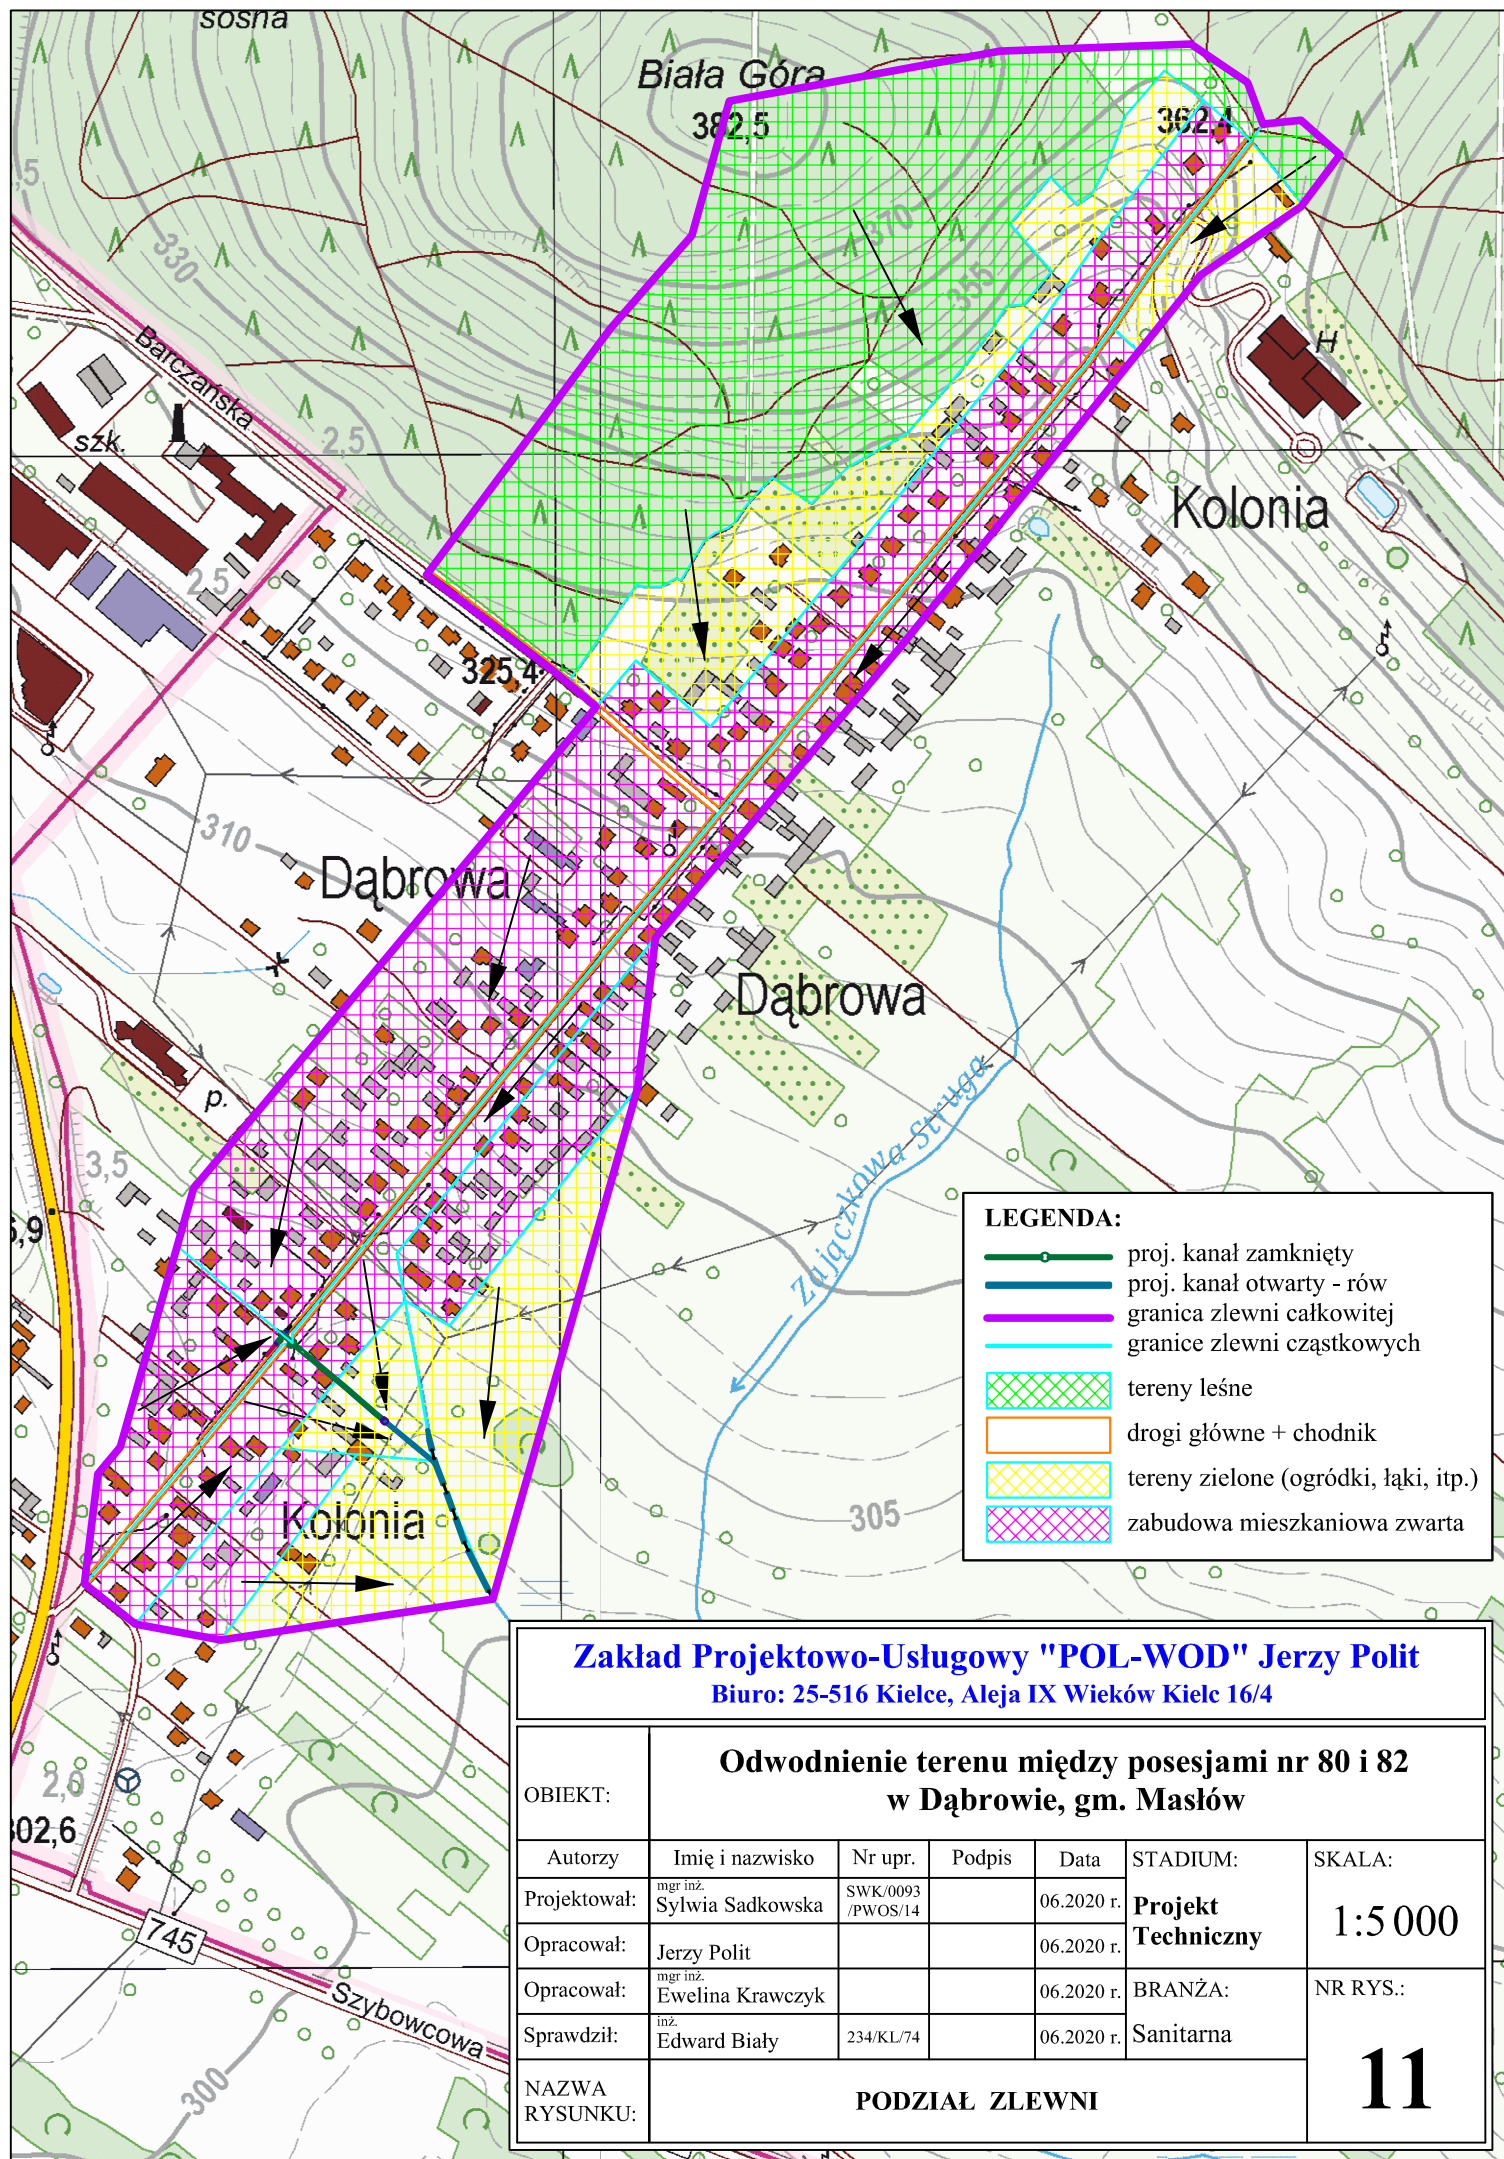 sosna
Biała Góra
382,5
362,4
,5
330
370
355
Barczańska
szk.
2,5
H
Kolonia
2,5
325,4
310
Dąbrowa
Dąbrowa
p.
3,5
Zajączkowa Struga
5,9
305
Kolonia
LEGENDA:
proj. kanał zamknięty
proj. kanał otwarty - rów
granica zlewni całkowitej
granice zlewni cząstkowych
tereny leśne
drogi główne + chodnik
tereny zielone (ogródki, łąki, itp.)
zabudowa mieszkaniowa zwarta
2,0
302,6
745
Szybowcowa
300
Zakład Projektowo-Usługowy "POL-WOD" Jerzy Polit
Biuro: 25-516 Kielce, Aleja IX Wieków Kielc 16/4
OBIEKT:
Odwodnienie terenu między posesjami nr 80 i 82
w Dąbrowie, gm. Masłów
Autorzy Imię i nazwisko Nr upr. Podpis Data STADIUM: SKALA:
Projektował: mgr inż. Sylwia Sadkowska SWK/0093 /PWOS/14 06.2020 r. Projekt
Technicziny 1:5 000
Opracował: Jerzy Polit 06.2020 r.
Opracował: mgr inż. Ewelina Krawczyk 06.2020 r. BRANŻA: NR RYS.:
Sprawdził: inż. Edward Biały 234/KL/74 06.2020 r. Sanitarna
11
NAZWA
RYSUNKU:
PODZIAŁ ZLEWNI